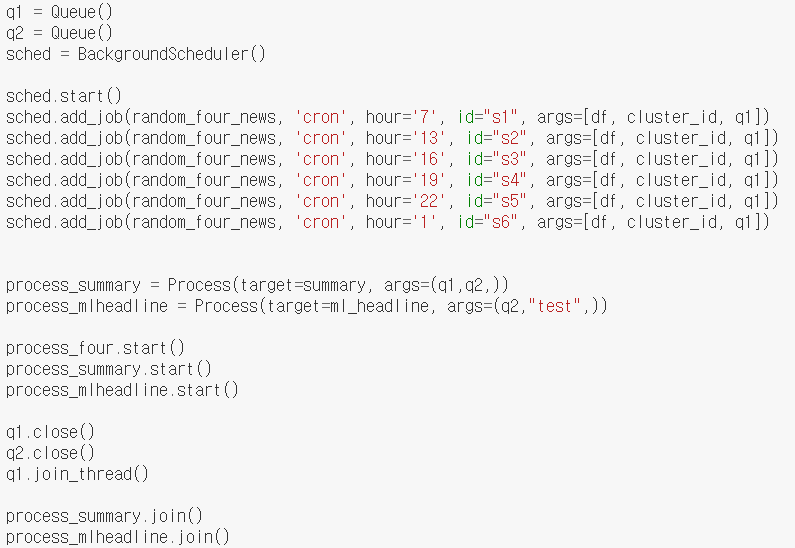 q1 = Queue()
q2 = Queue()
sched = BackgroundScheduler()
sched.start()
sched.add_job(random_four_news, 'cron', hour='7', id="s1", args=[df, cluster_id, q1])
sched.add_job(random_four_news, 'cron', hour='13', id="s2", args=[df, cluster_id, q1])
sched.add_job(random_four_news, 'cron', hour='16', id="s3", args=[df, cluster_id, q1])
sched.add_job(random_four_news, 'cron', hour='19', id="s4", args=[df, cluster_id, q1])
sched.add_job(random_four_news, 'cron', hour='22', id="s5", args=[df, cluster_id, q1])
sched.add_job(random_four_news, 'cron', hour='1', id="s6", args=[df, cluster_id, q1])
process_summary = Process(target=summary, args=(q1,q2,))
process_mlheadline = Process(target=ml_headline, args=(q2,"test",))
process_four.start()
process_summary.start()
process_mlheadline.start()
q1.close()
q2.close()
q1.join_thread()
process_summary.join()
process_mlheadline.join()